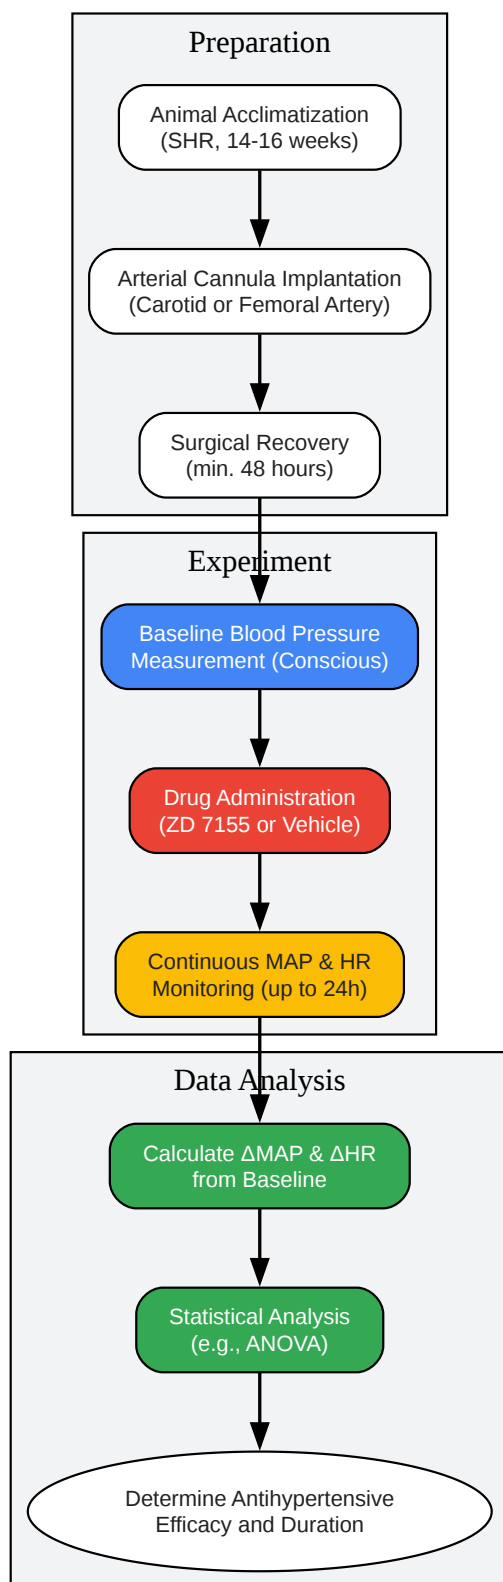 Preparation
Animal Acclimatization
(SHR, 14-16 weeks)
Arterial Cannula Implantation
(Carotid or Femoral Artery)
Surgical Recovery
(min. 48 hours)
Experiment
Baseline Blood Pressure
Measurement (Conscious)
Drug Administration
(ZD 7155 or Vehicle)
Continuous MAP & HR
Monitoring (up to 24h)
Data Analysis
Calculate ΔMAP & ΔHR
from Baseline
Statistical Analysis
(e.g., ANOVA)
Determine Antihypertensive
Efficacy and Duration